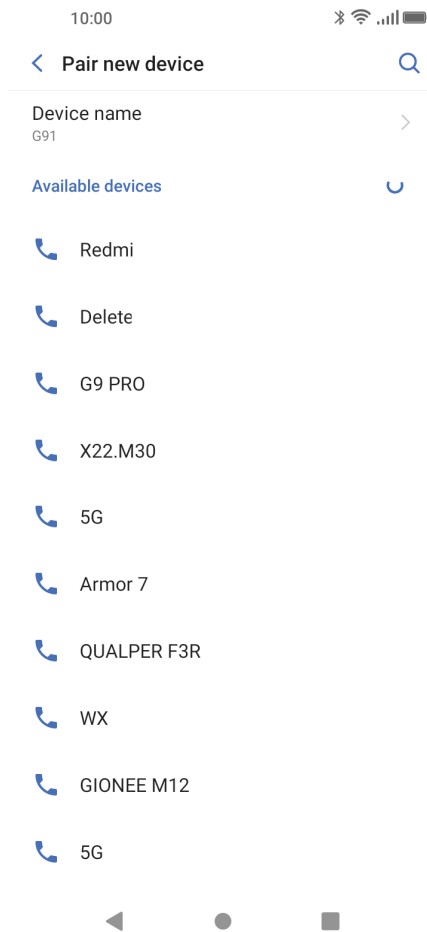 10:00
Pair new device
Device name
G91
Available devices
Redmi
Delete
G9 PRO
X22.M30
5G
Armor 7
QUALPER F3R
WX
GIONEE M12
5G